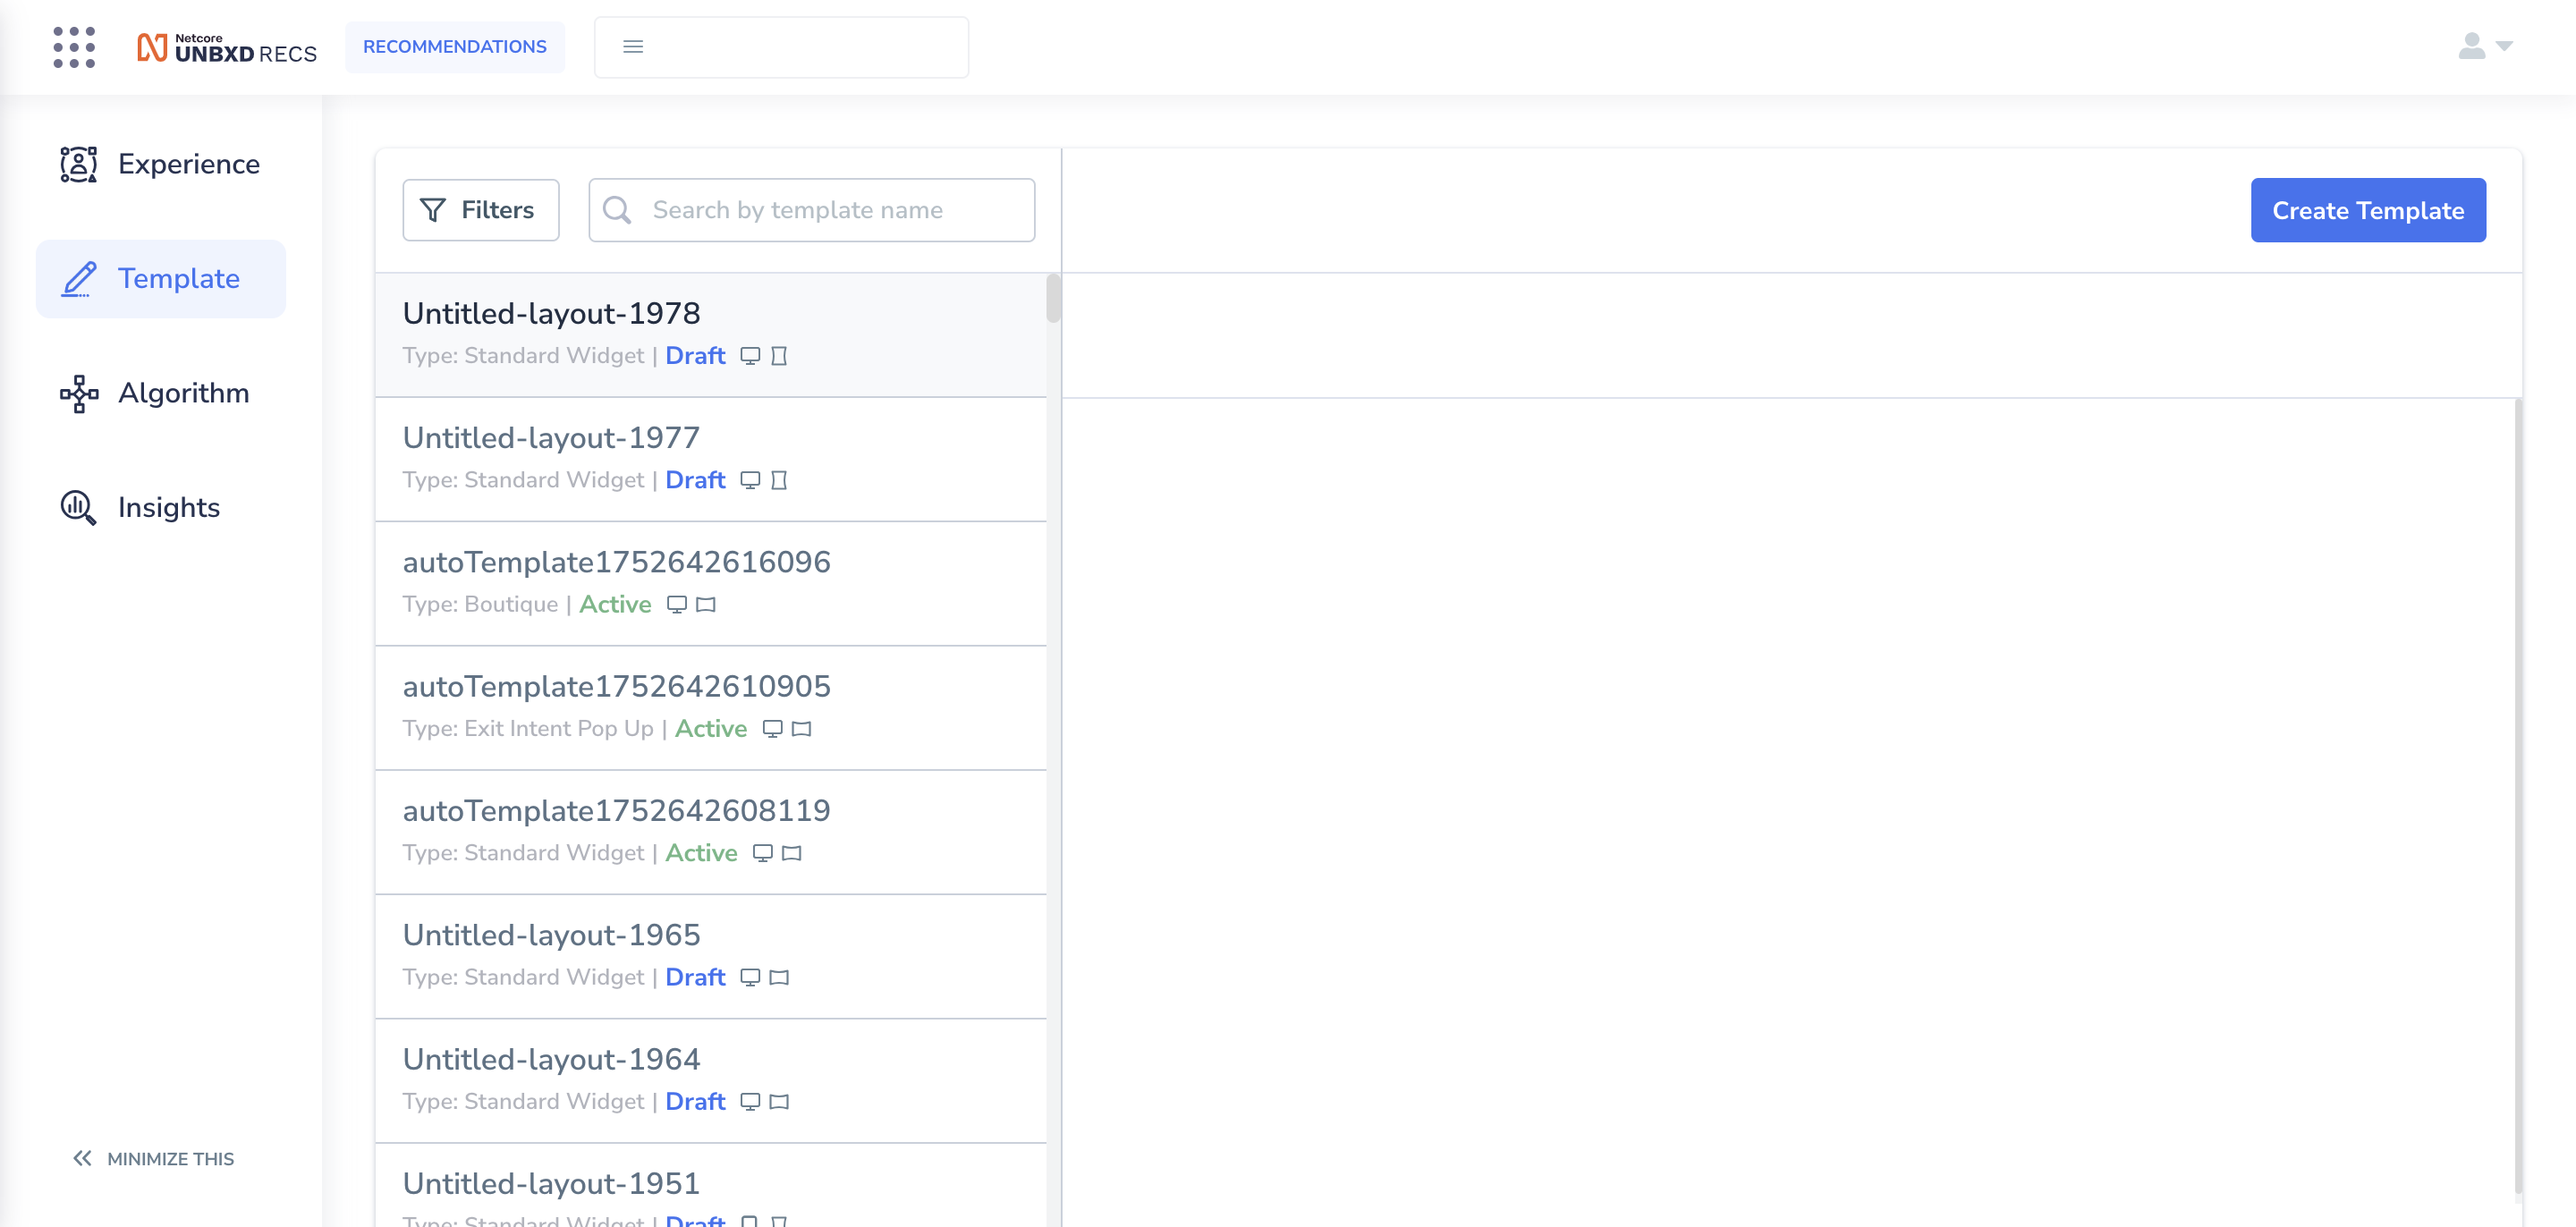 Netcore
UNBXD RECS
RECOMMENDATIONS
Experience
Template
Algorithm
Insights
MINIMIZE THIS
Filters
Search by template name
Create Template
Untitled-layout-1978
Type: Standard Widget | Draft
Untitled-layout-1977
Type: Standard Widget | Draft
autoTemplate1752642616096
Type: Boutique | Active
autoTemplate1752642610905
Type: Exit Intent Pop Up | Active
autoTemplate1752642608119
Type: Standard Widget | Active
Untitled-layout-1965
Type: Standard Widget | Draft
Untitled-layout-1964
Type: Standard Widget | Draft
Untitled-layout-1951
Type: Standard Widget | Draft